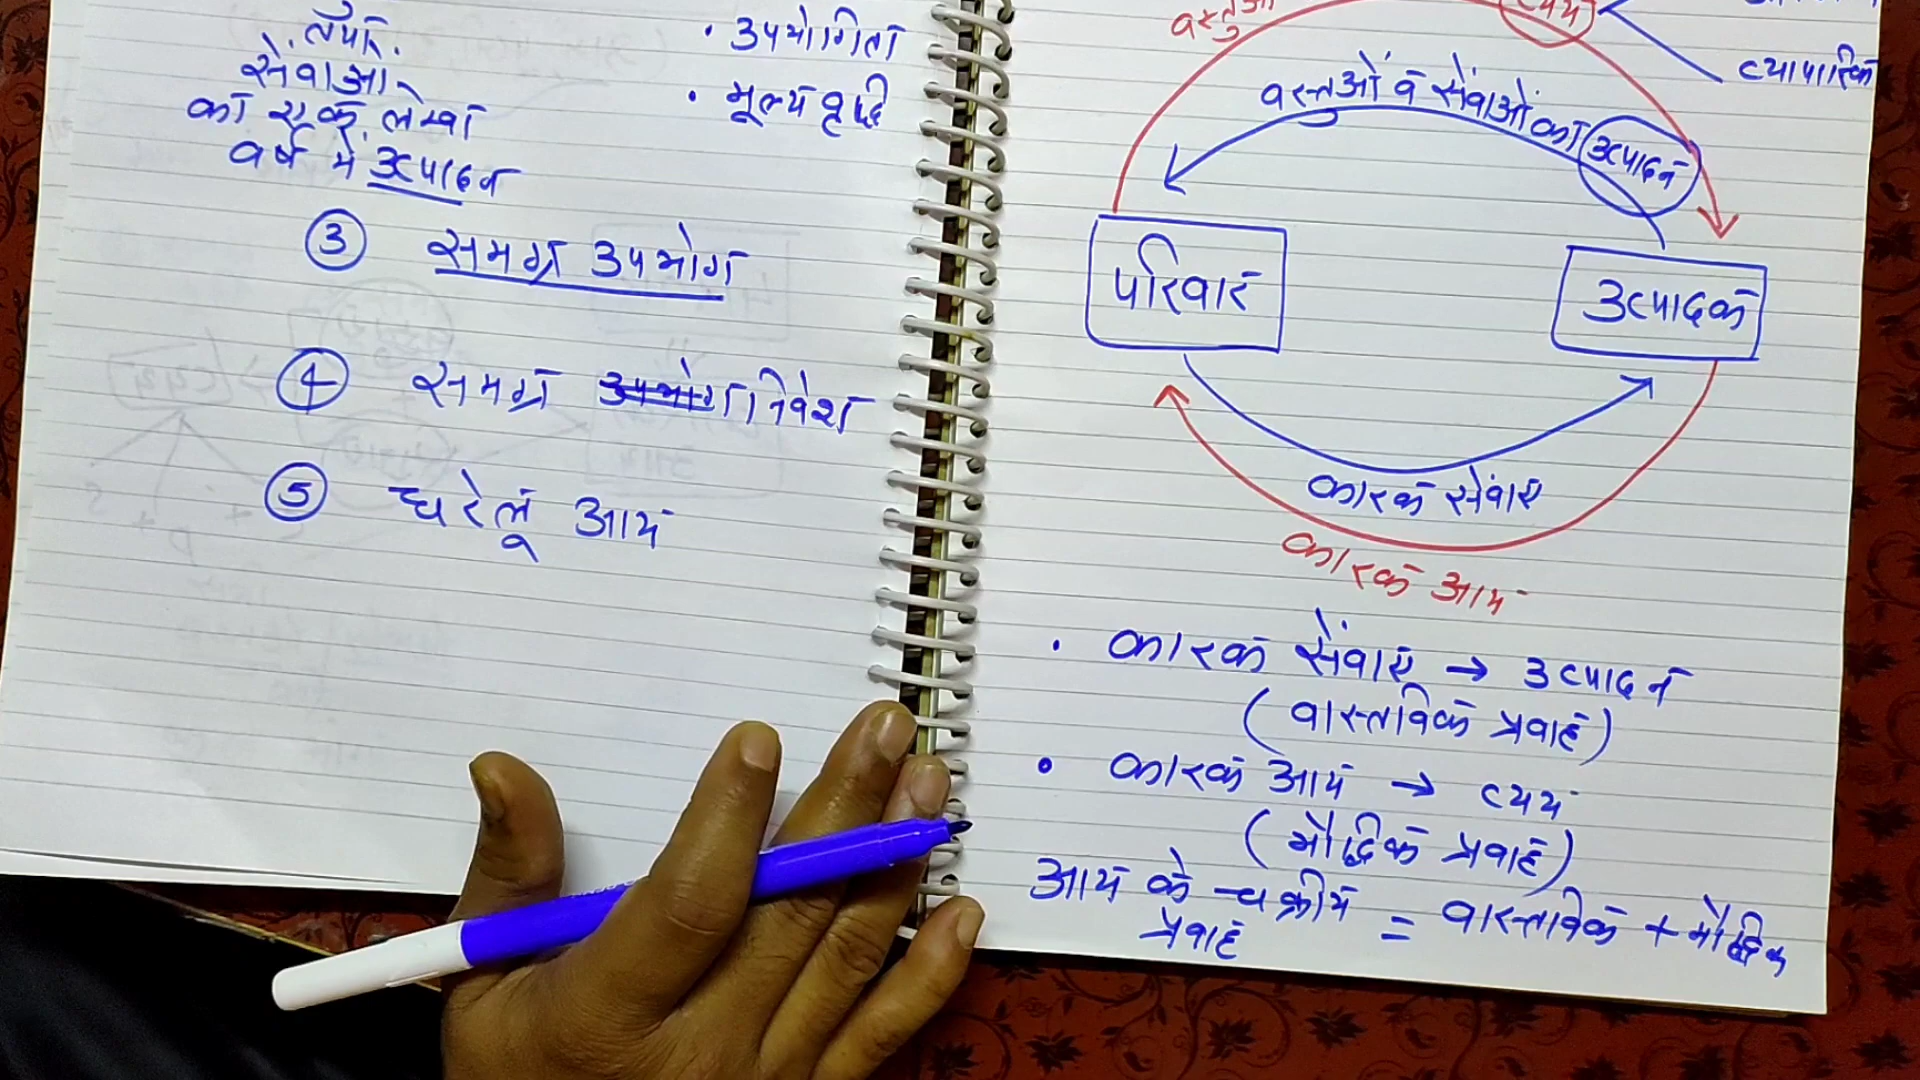 सेवाओं
का एक लेखा
वर्ष में उत्पादन
• उपयोगिता
• मूल्य वृद्धि
③ समग्र उपभोग
④ समग्र उपभोग निवेश
⑤ घरेलू आय
व्यय
व्यापारिक
वस्तुओं व सेवाओं का उत्पादन
परिवार
उत्पादक
कारक सेंवाए
कारक आय
• कारक सेंवाए → उत्पादन
(वास्तविक प्रवाह)
• कारक आय → व्यय
(मौद्रिक प्रवाह)
आय के चक्रीय = वास्तविक + मौद्रिक
प्रवाह